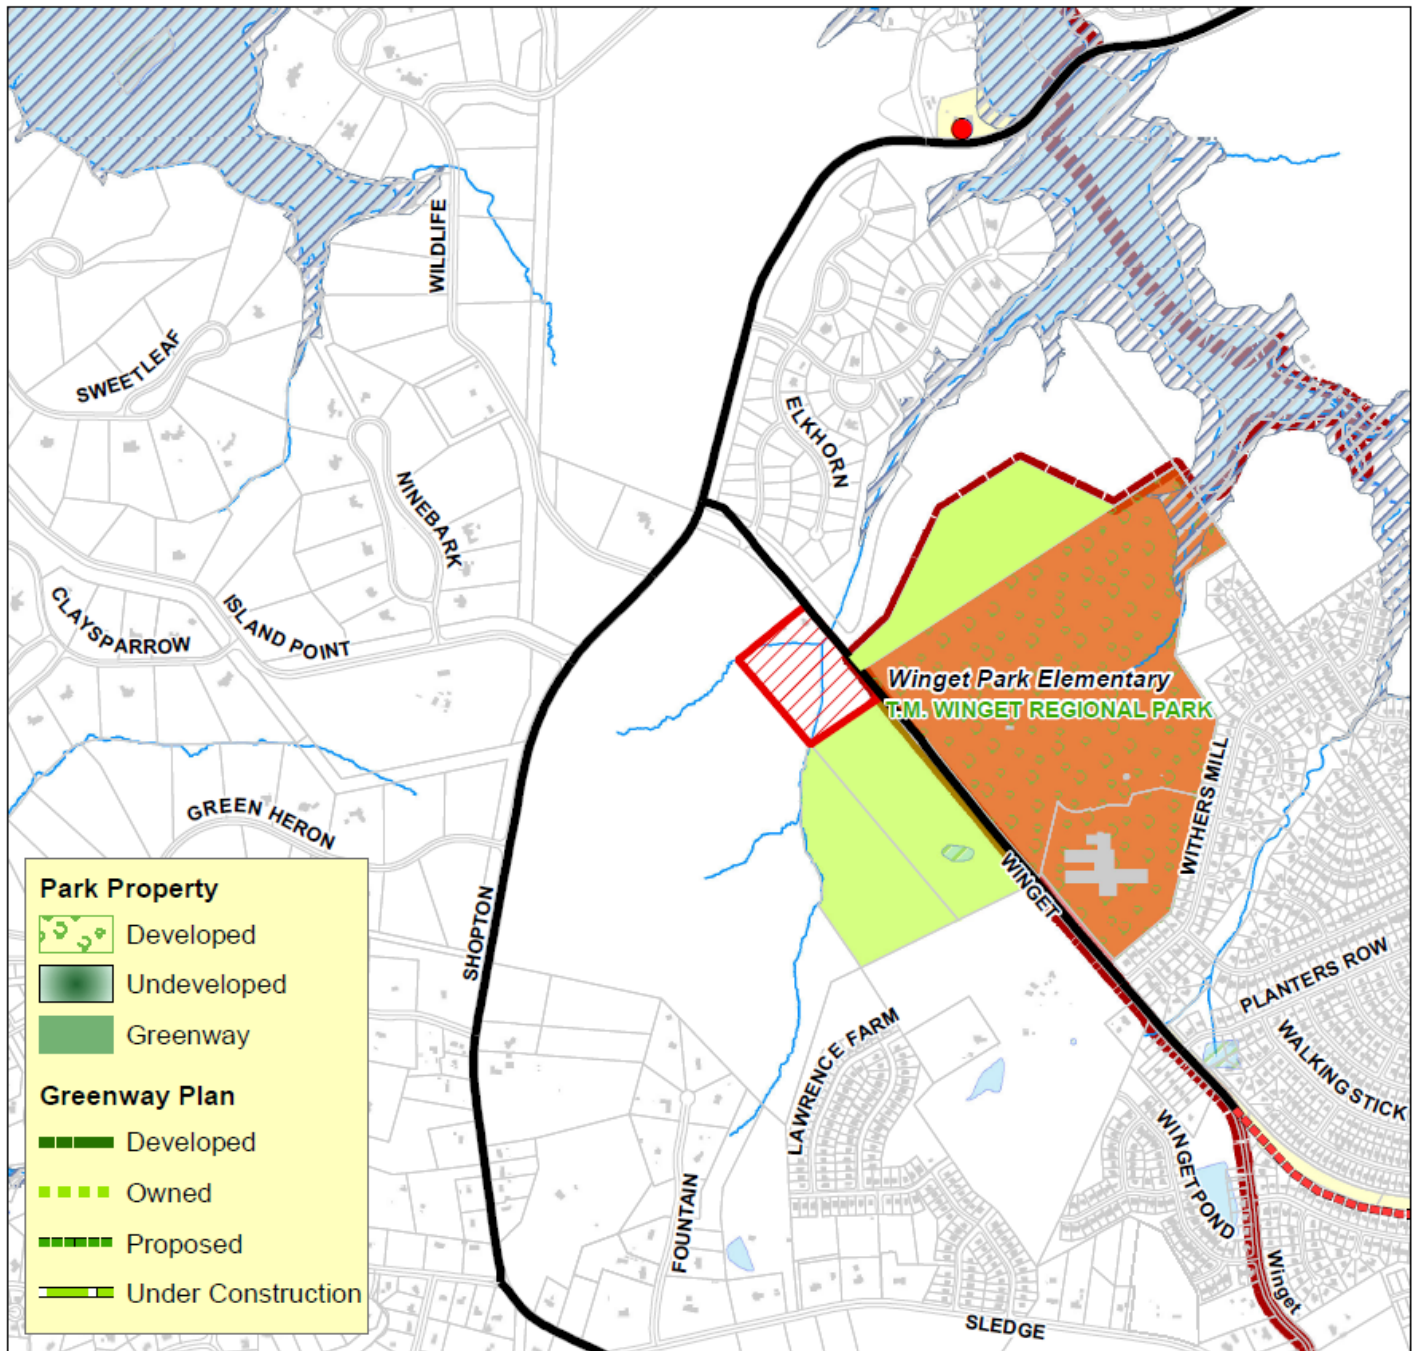 WILDLIFE
SWEETLEAF
ELKHORN
NINEBARK
CLAYSPARROW
ISLAND POINT
Winget Park Elementary
T.M. WINGET REGIONAL PARK
WITHERS MILL
GREEN HERON
WINGET
SHOPTON
PLANTERS ROW
WALKING STICK
LAWRENCE FARM
WINGET POND
FOUNTAIN
Winget
SLEDGE
Park Property
Developed
Undeveloped
Greenway
Greenway Plan
Developed
Owned
Proposed
Under Construction